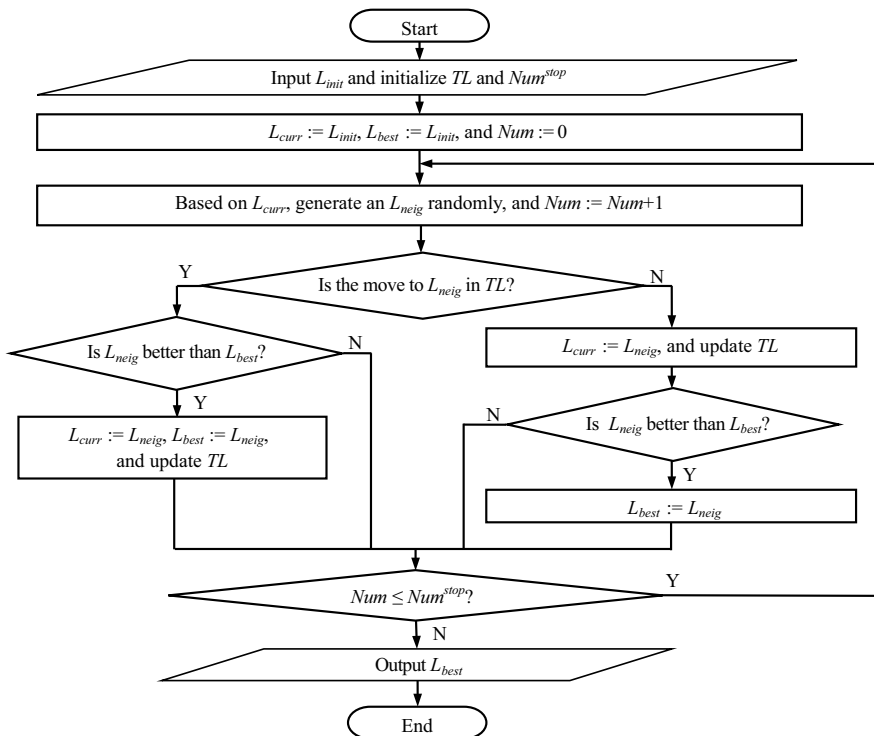 Start
Input L_init and initialize TL and Num^stop
L_curr := L_init, L_best := L_init, and Num := 0
Based on L_curr, generate an L_neig randomly, and Num := Num+1
Y
Is the move to L_neig in TL?
N
Is L_neig better than L_best?
N
L_curr := L_neig, and update TL
Y
L_curr := L_neig, L_best := L_neig,
and update TL
N
Is L_neig better than L_best?
Y
L_best := L_neig
Num ≤ Num^stop?
Y
N
Output L_best
End